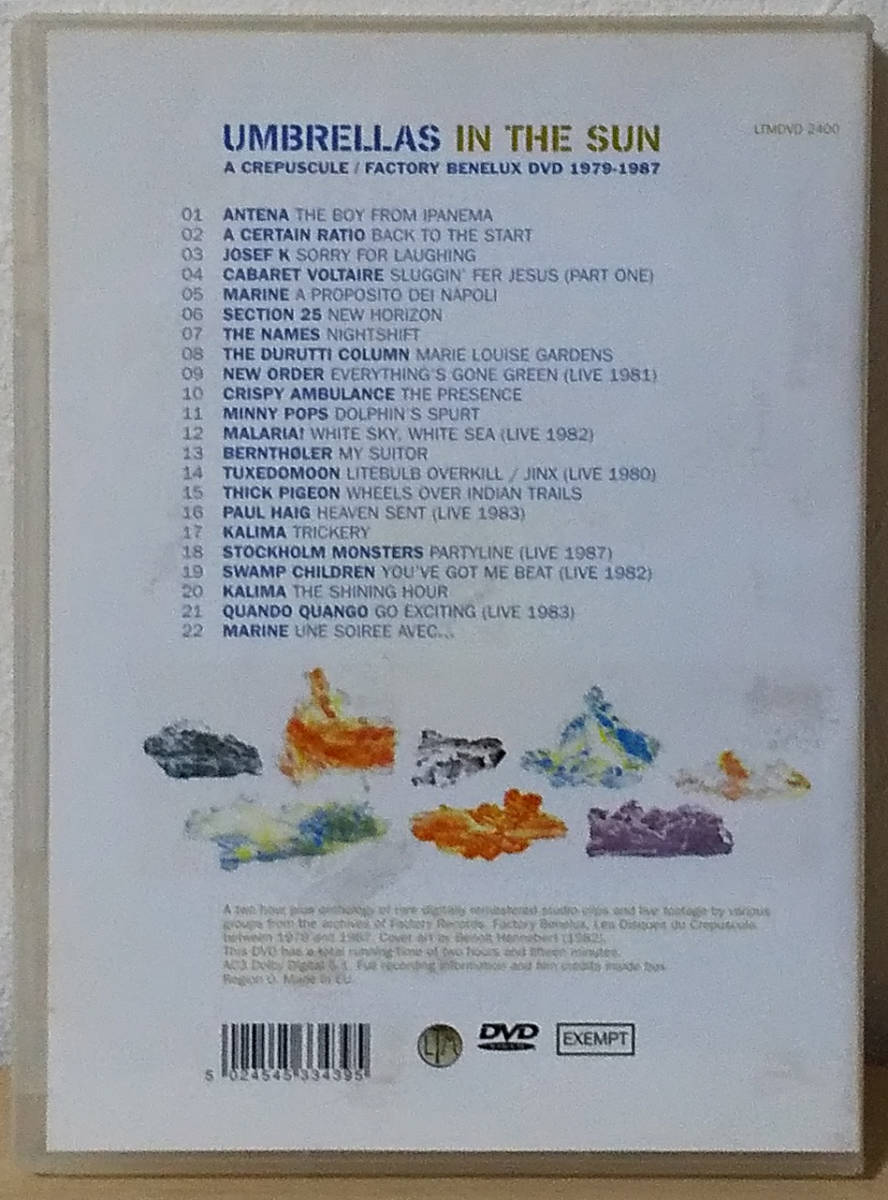 UMBRELLAS IN THE SUN
LTMDVD 2400
A CREPUSCULE / FACTORY BENELUX DVD 1979-1987
01 ANTENA THE BOY FROM IPANEMA
02 A CERTAIN RATIO BACK TO THE START
03 JOSEF K SORRY FOR LAUGHING
04 CABARET VOLTAIRE SLUGGIN' FER JESUS (PART ONE)
05 MARINE A PROPOSITO DEI NAPOLI
06 SECTION 25 NEW HORIZON
07 THE NAMES NIGHTSHIFT
08 THE DURUTTI COLUMN MARIE LOUISE GARDENS
09 NEW ORDER EVERYTHING'S GONE GREEN (LIVE 1981)
10 CRISPY AMBULANCE THE PRESENCE
11 MINNY POPS DOLPHIN'S SPURT
12 MALARIA! WHITE SKY, WHITE SEA (LIVE 1982)
13 BERNTHØLER MY SUITOR
14 TUXEDOMOON LITEBULB OVERKILL / JINX (LIVE 1980)
15 THICK PIGEON WHEELS OVER INDIAN TRAILS
16 PAUL HAIG HEAVEN SENT (LIVE 1983)
17 KALIMA TRICKERY
18 STOCKHOLM MONSTERS PARTYLINE (LIVE 1987)
19 SWAMP CHILDREN YOU'VE GOT ME BEAT (LIVE 1982)
20 KALIMA THE SHINING HOUR
21 QUANDO QUANGO GO EXCITING (LIVE 1983)
22 MARINE UNE SOIREE AVEC...
A two hour plus anthology of rare digitally remastered studio clips and live footage by various
groups from the archives of Factory Records, Factory Benelux, Les Disques du Crepuscule
between 1979 and 1987. Cover art by Benoit Hennebert (1982).
This DVD has a total running-time of two hours and fifteen minutes.
AC3 Dolby Digital 5.1. Full recording information and film credits inside box.
Region 0. Made in EU.
5 024545 334395
LTM
DVD
VIDEO
EXEMPT